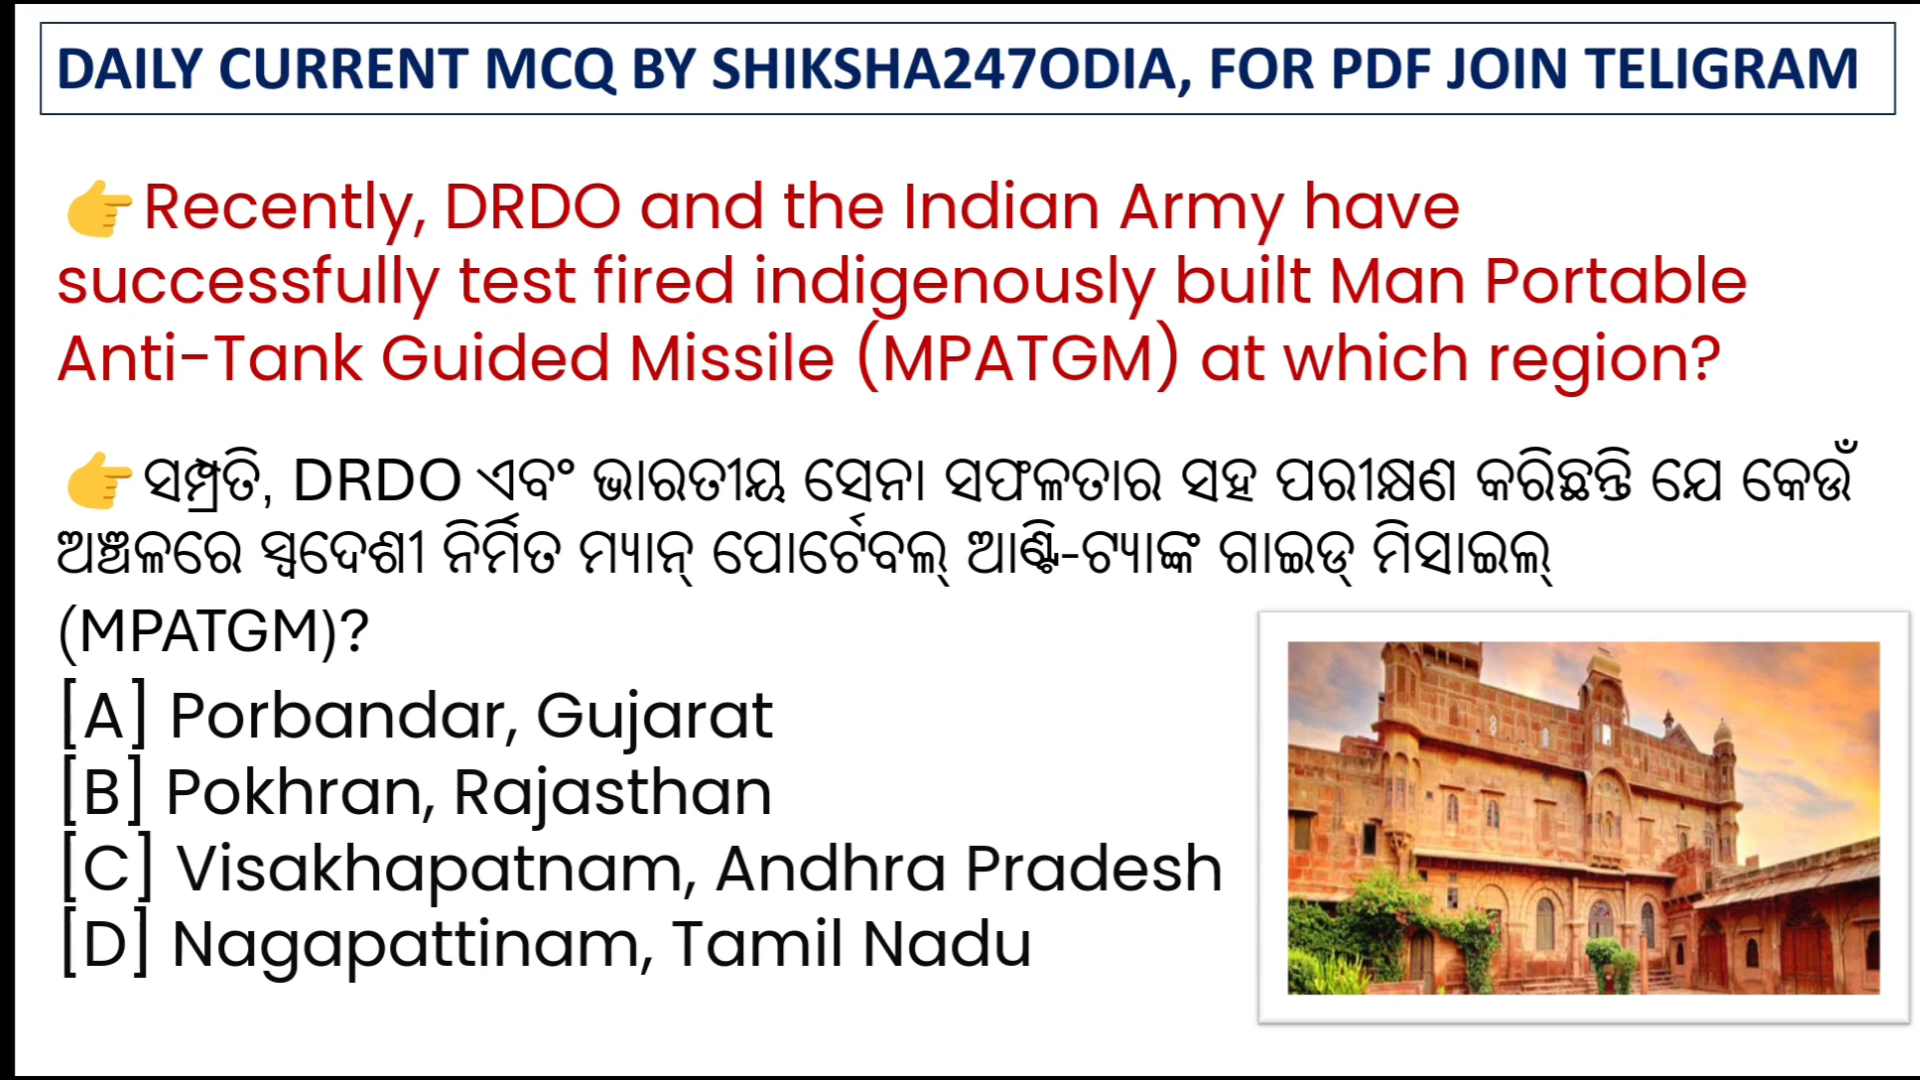 DAILY CURRENT MCQ BY SHIKSHA247ODIA, FOR PDF JOIN TELIGRAM
👉Recently, DRDO and the Indian Army have
successfully test fired indigenously built Man Portable
Anti-Tank Guided Missile (MPATGM) at which region?
👉ସମ୍ପ୍ରତି, DRDO ଏବଂ ଭାରତୀୟ ସେନା ସଫଳତାର ସହ ପରୀକ୍ଷଣ କରିଛନ୍ତି ଯେ କେଉଁ
ଅଞ୍ଚଳରେ ସ୍ୱଦେଶୀ ନିର୍ମିତ ମ୍ୟାନ୍ ପୋର୍ଟେବଲ୍ ଆଣ୍ଟି-ଟ୍ୟାଙ୍କ ଗାଇଡ୍ ମିସାଇଲ୍
(MPATGM)?
[A] Porbandar, Gujarat
[B] Pokhran, Rajasthan
[C] Visakhapatnam, Andhra Pradesh
[D] Nagapattinam, Tamil Nadu